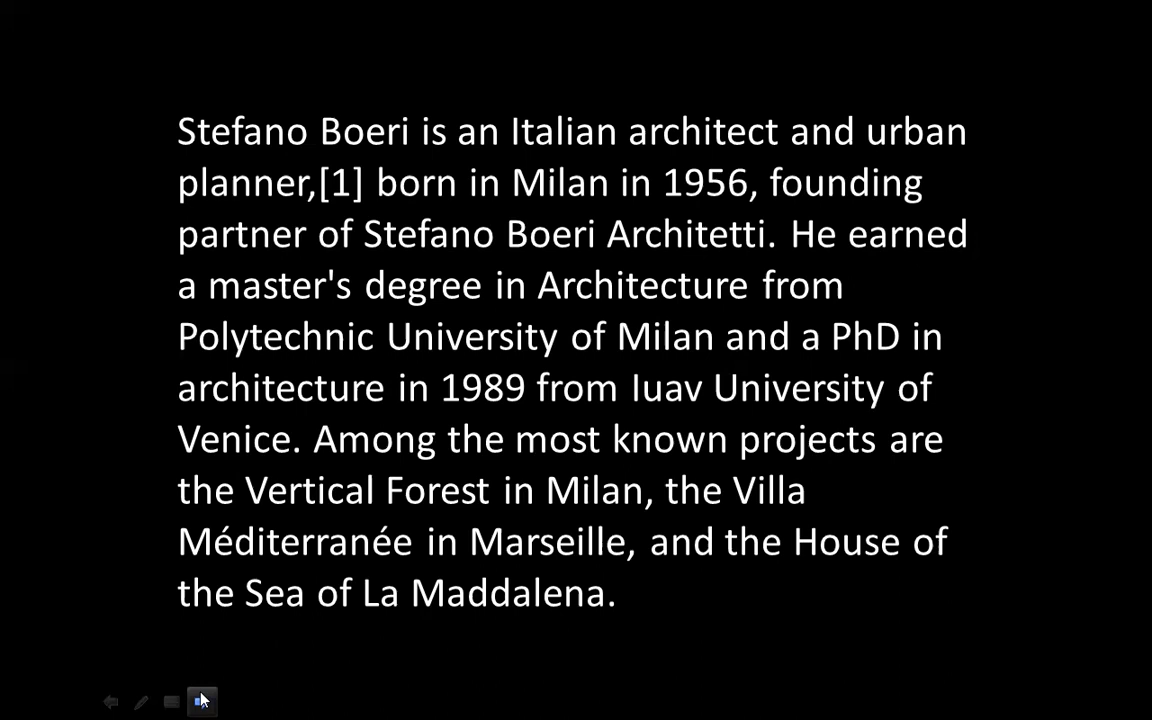 Stefano Boeri is an Italian architect and urban
planner,[1] born in Milan in 1956, founding
partner of Stefano Boeri Architetti. He earned
a master's degree in Architecture from
Polytechnic University of Milan and a PhD in
architecture in 1989 from Iuav University of
Venice. Among the most known projects are
the Vertical Forest in Milan, the Villa
Méditerranée in Marseille, and the House of
the Sea of La Maddalena.